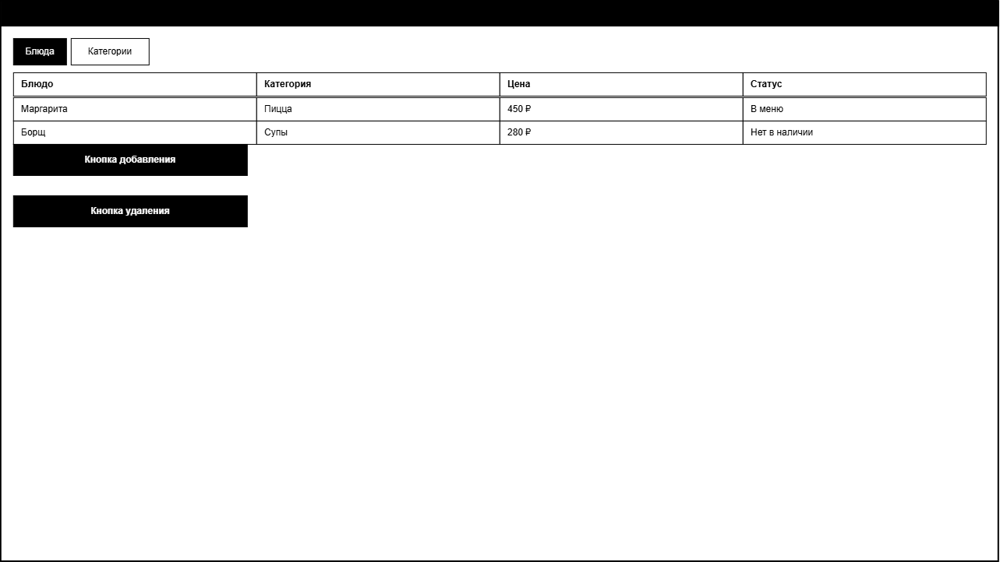 Блюда Категории
Блюдо Категория Цена Статус
Маргарита Пицца 450 ₽ В меню
Борщ Супы 280 ₽ Нет в наличии
Кнопка добавления
Кнопка удаления